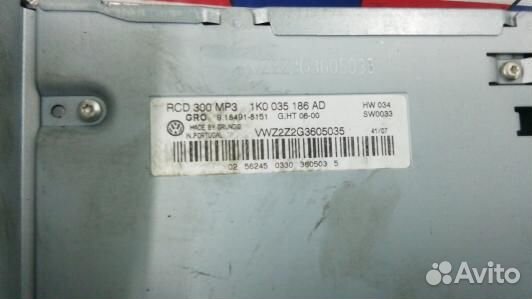 VWZ2Z2G3605035
RCD 300 MP3 1K0 035 186 AD HW 034
GRO 9.18491-8151 G.HT 06-00 SW0033
MADE BY GRUNDIG
IN PORTUGAL VWZ2Z2G3605035 41/07
02 56245 0330 360503 5
Avito